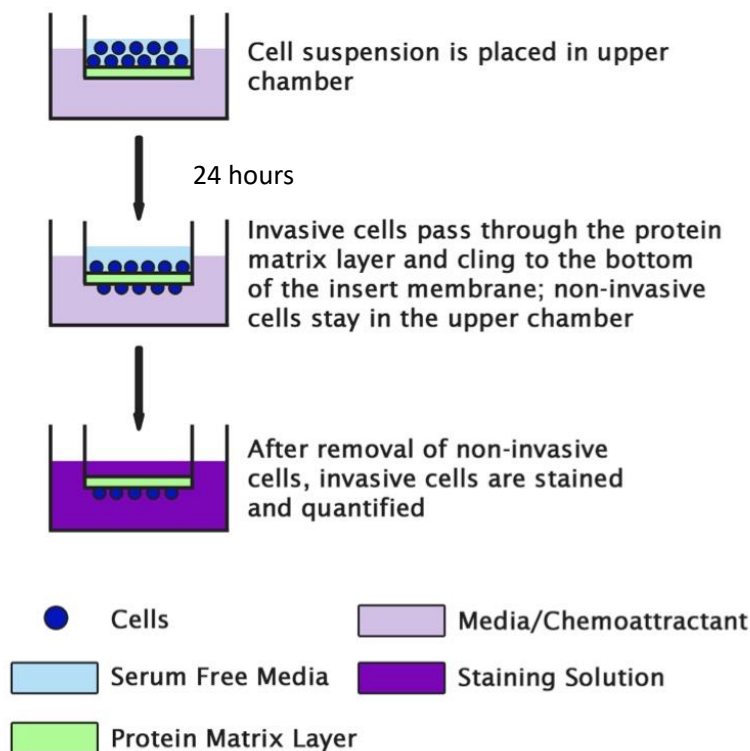 Cell suspension is placed in upper
chamber
24 hours
Invasive cells pass through the protein
matrix layer and cling to the bottom
of the insert membrane; non-invasive
cells stay in the upper chamber
After removal of non-invasive
cells, invasive cells are stained
and quantified
Cells
Media/Chemoattractant
Serum Free Media
Staining Solution
Protein Matrix Layer